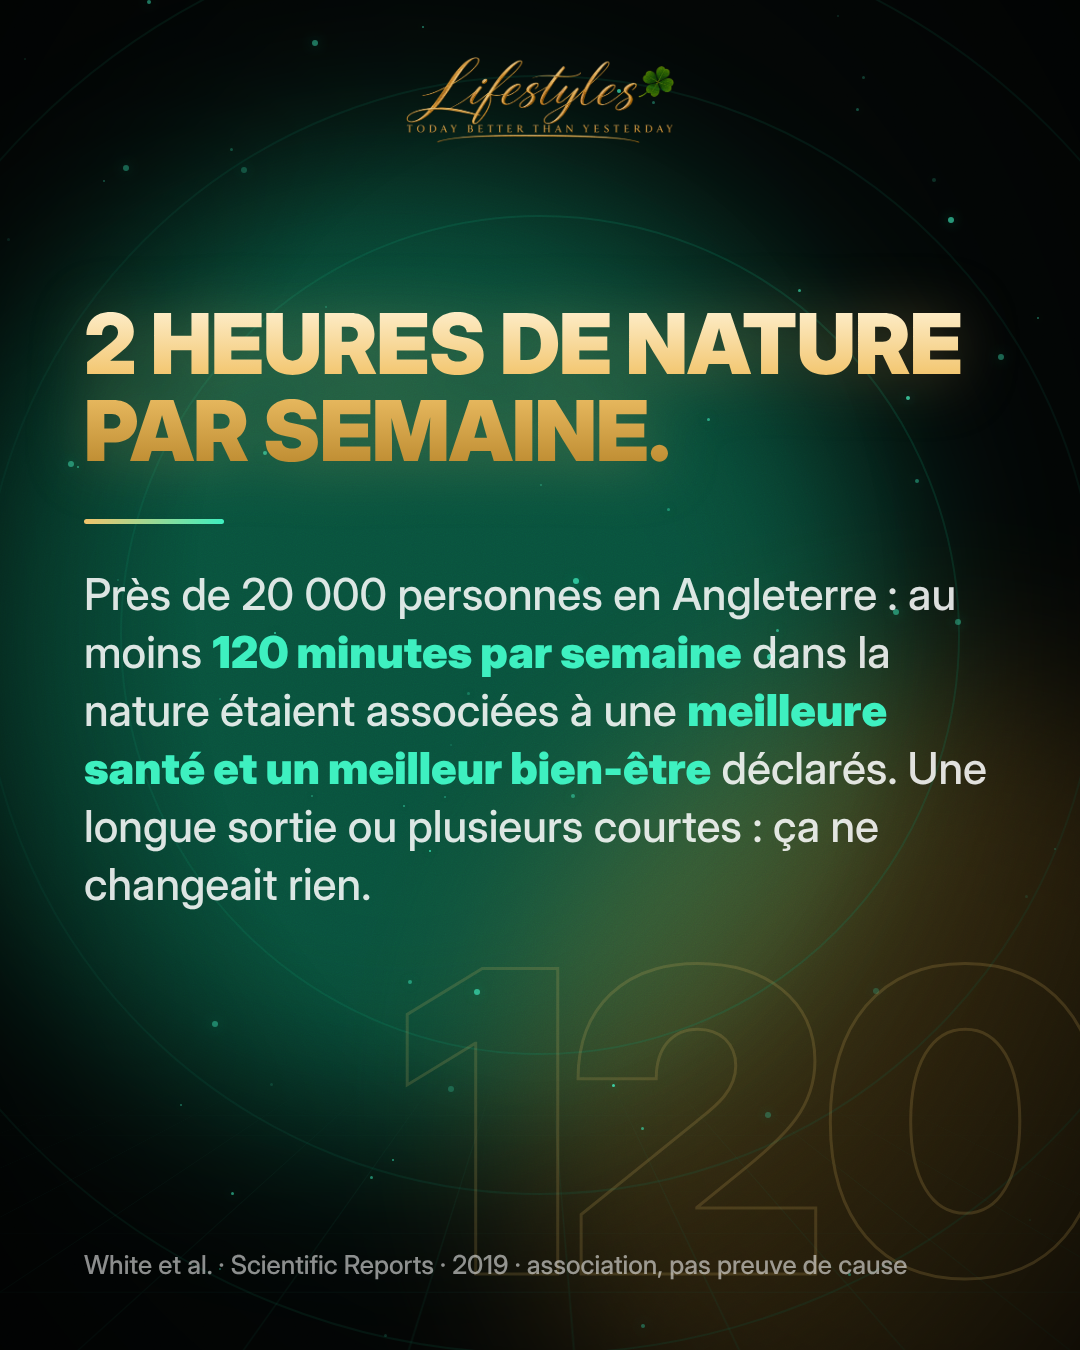 Lifestyles
TODAY BETTER THAN YESTERDAY
2 HEURES DE NATURE
PAR SEMAINE.
Près de 20 000 personnes en Angleterre : au
moins 120 minutes par semaine dans la
nature étaient associées à une meilleure
santé et un meilleur bien-être déclarés. Une
longue sortie ou plusieurs courtes : ça ne
changeait rien.
120
White et al. · Scientific Reports · 2019 · association, pas preuve de cause